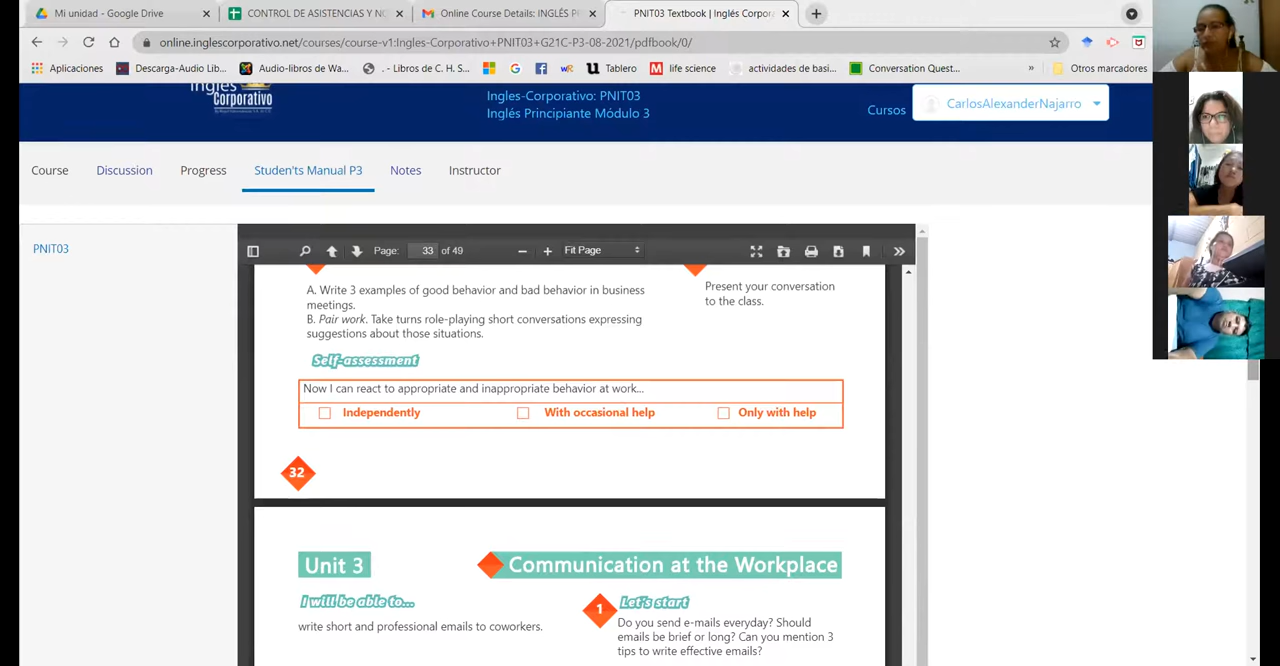 Mi unidad - Google Drive
CONTROL DE ASISTENCIAS Y NO
Online Course Details: INGLÉS PR
PNIT03 Textbook | Inglés Corpora
online.inglescorporativo.net/courses/course-v1:Ingles-Corporativo+PNIT03+G21C-P3-08-2021/pdfbook/0/
Aplicaciones
Descarga-Audio Lib...
Audio-libros de Wa...
. - Libros de C. H. S...
Tablero
life science
actividades de basi...
Conversation Quest...
»
Otros marcadores
Inglés
Corporativo
Ingles-Corporativo: PNIT03
Inglés Principiante Módulo 3
Cursos
CarlosAlexanderNajarro
Course
Discussion
Progress
Studen'ts Manual P3
Notes
Instructor
PNIT03
Page: 33 of 49
Fit Page
A. Write 3 examples of good behavior and bad behavior in business
meetings.
B. Pair work. Take turns role-playing short conversations expressing
suggestions about those situations.
Present your conversation
to the class.
Self-assessment
Now I can react to appropriate and inappropriate behavior at work...
Independently
With occasional help
Only with help
32
Unit 3
Communication at the Workplace
I will be able to...
write short and professional emails to coworkers.
1
Let's start
Do you send e-mails everyday? Should
emails be brief or long? Can you mention 3
tips to write effective emails?